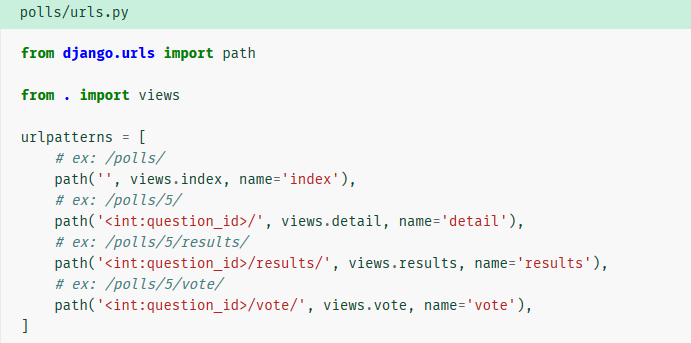 polls/urls.py
from django.urls import path
from . import views
urlpatterns = [
    # ex: /polls/
    path('', views.index, name='index'),
    # ex: /polls/5/
    path('<int:question_id>/', views.detail, name='detail'),
    # ex: /polls/5/results/
    path('<int:question_id>/results/', views.results, name='results'),
    # ex: /polls/5/vote/
    path('<int:question_id>/vote/', views.vote, name='vote'),
]